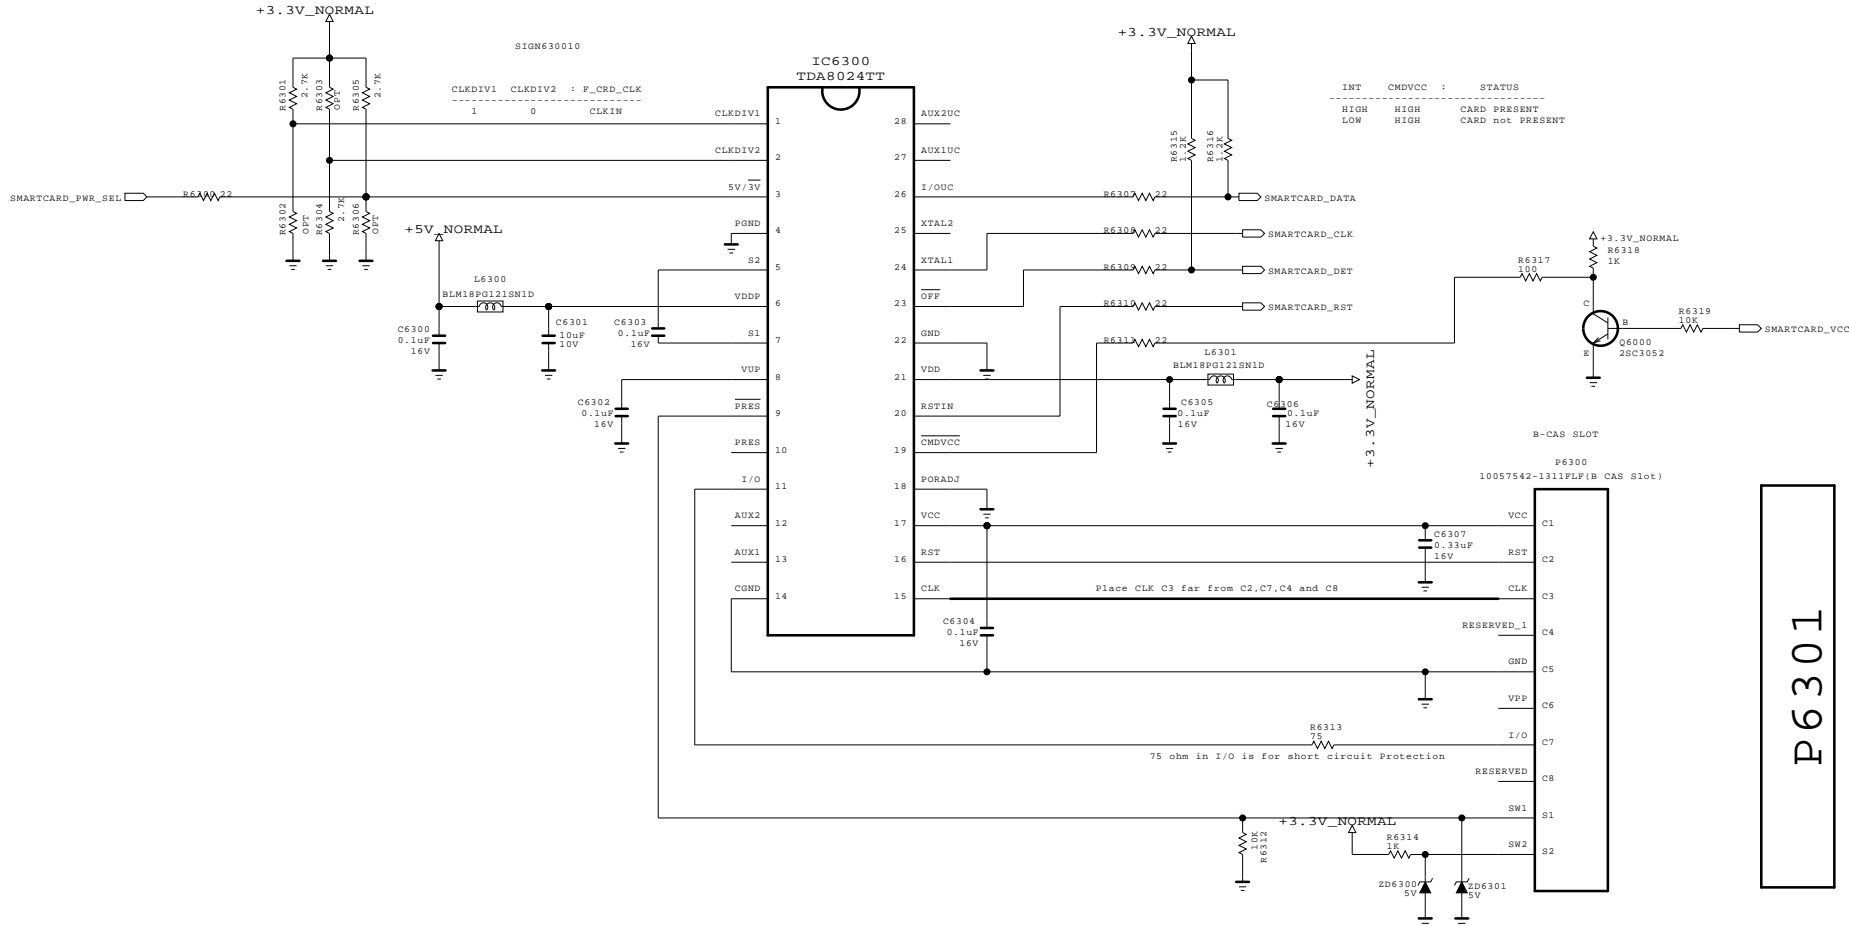 +3.3V_NORMAL
SIGN630010
CLKDIV1 CLKDIV2 : F_CRD_CLK
1 0 CLKIN
R6301
2.7K
R6303
OPT
R6305
2.7K
R6302
OPT
R6304
2.7K
R6306
OPT
SMARTCARD_PWR_SEL
R6300 22
+5V_NORMAL
L6300
BLM18PG121SN1D
C6300
0.1uF
16V
C6301
10uF
10V
C6303
0.1uF
16V
C6302
0.1uF
16V
IC6300
TDA8024TT
CLKDIV1
1
CLKDIV2
2
5V/3V
3
PGND
4
S2
5
VDDP
6
S1
7
VUP
8
PRES
9
PRES
10
I/O
11
AUX2
12
AUX1
13
CGND
14
28
AUX2UC
27
AUX1UC
26
I/OUC
25
XTAL2
24
XTAL1
23
OFF
22
GND
21
VDD
20
RSTIN
19
CMDVCC
18
PORADJ
17
VCC
16
RST
15
CLK
+3.3V_NORMAL
R6315
1.2K
R6316
1.2K
R6307 22
SMARTCARD_DATA
R6308 22
SMARTCARD_CLK
R6309 22
SMARTCARD_DET
R6310 22
SMARTCARD_RST
R6311 22
INT CMDVCC : STATUS
HIGH HIGH CARD PRESENT
LOW HIGH CARD not PRESENT
+3.3V_NORMAL
R6318
1K
R6317
100
C
B
E
Q6000
2SC3052
R6319
10K
SMARTCARD_VCC
L6301
BLM18PG121SN1D
C6305
0.1uF
16V
C6306
0.1uF
16V
+3.3V_NORMAL
B-CAS SLOT
P6300
10057542-1311FLF(B CAS Slot)
VCC
C1
RST
C2
CLK
C3
RESERVED_1
C4
GND
C5
VPP
C6
I/O
C7
RESERVED
C8
SW1
S1
SW2
S2
C6307
0.33uF
16V
Place CLK C3 far from C2,C7,C4 and C8
C6304
0.1uF
16V
R6313
75
75 ohm in I/O is for short circuit Protection
+3.3V_NORMAL
10K
R6312
R6314
1K
ZD6300
5V
ZD6301
5V
P6301